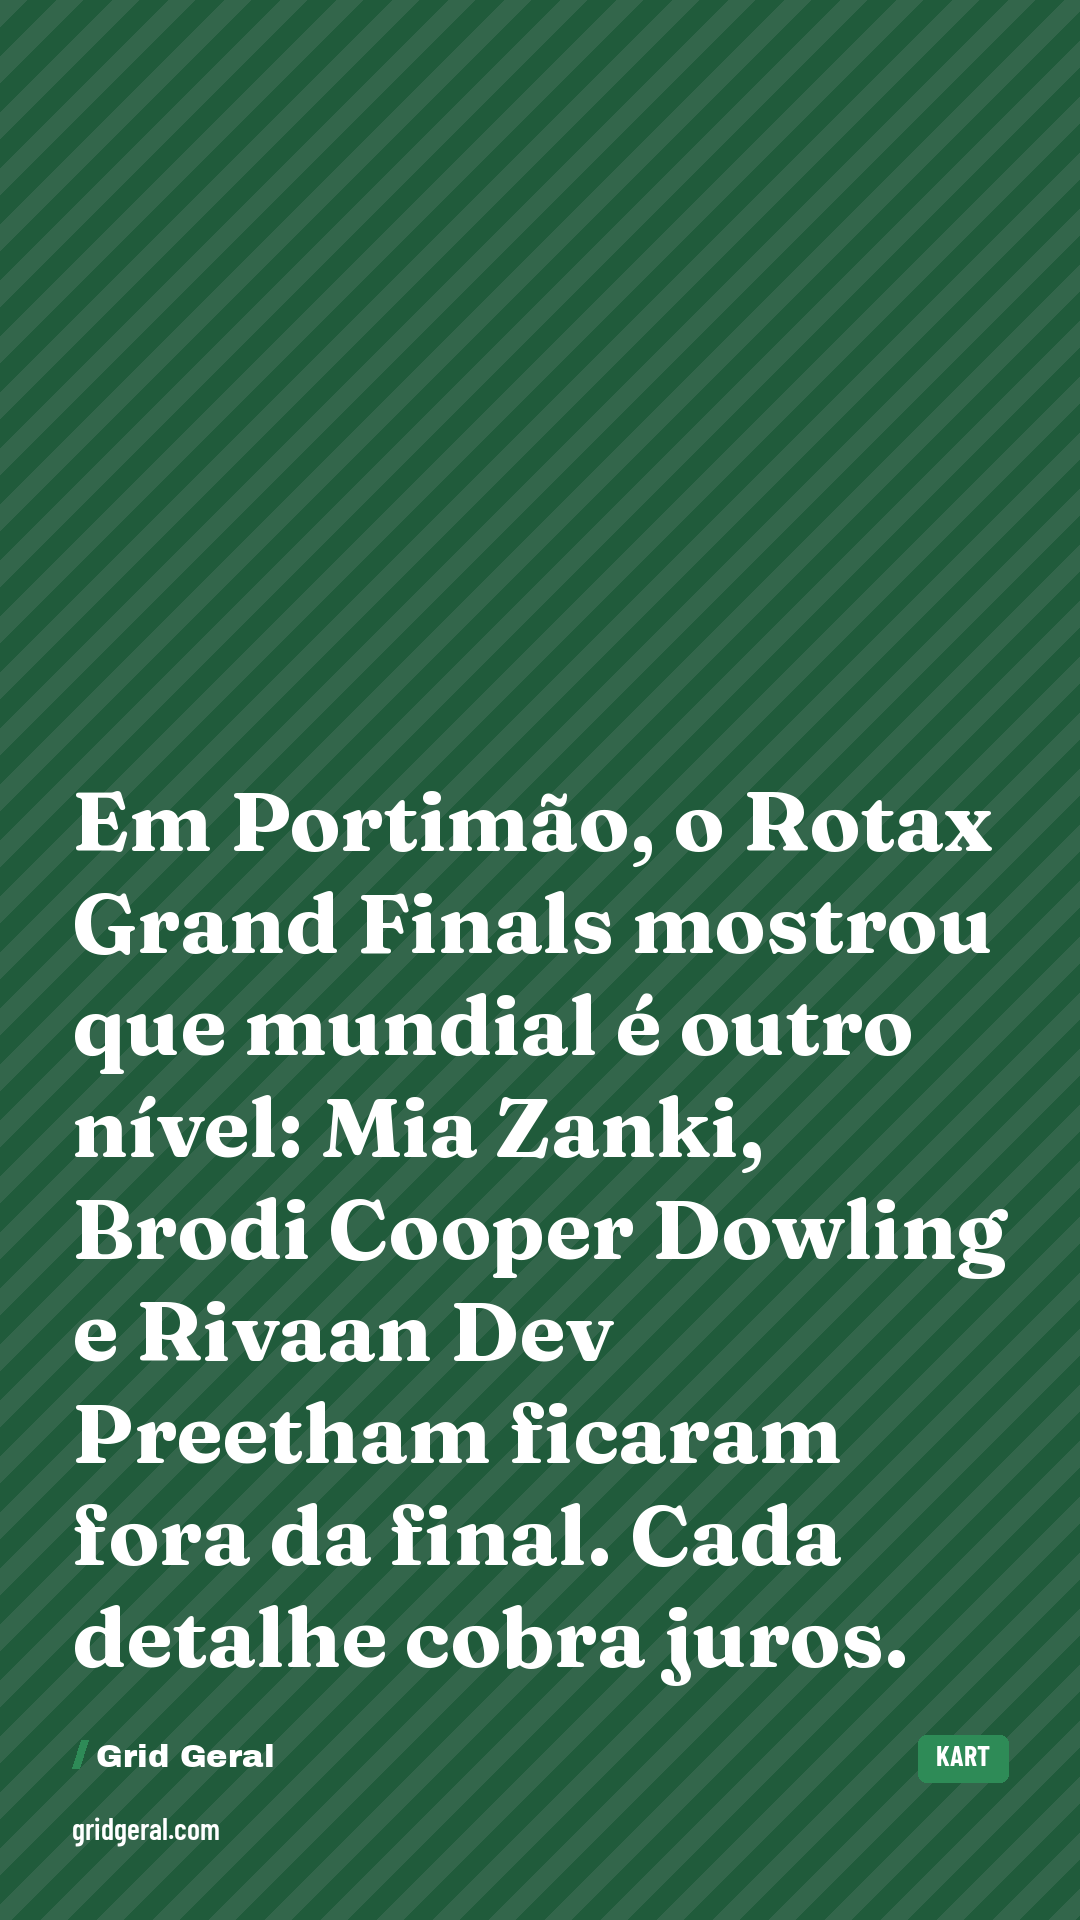 Em Portimão, o Rotax
Grand Finals mostrou
que mundial é outro
nível: Mia Zanki,
Brodi Cooper Dowling
e Rivaan Dev
Preetham ficaram
fora da final. Cada
detalhe cobra juros.
/ Grid Geral
KART
gridgeral.com